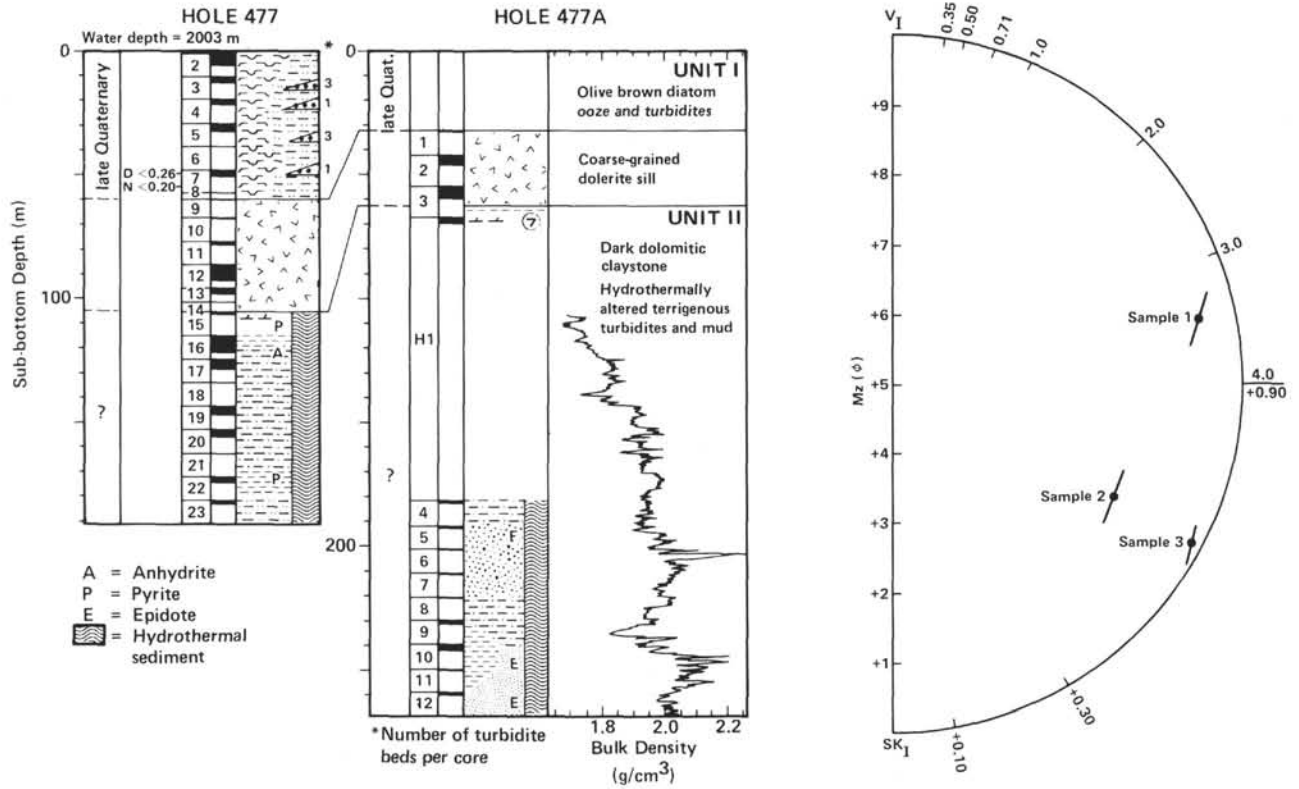 HOLE 477
Water depth = 2003 m
*
0
100
Sub-bottom Depth (m)
late Quaternary
?
D <0.26
N <0.20
2
3
4
5
6
7
8
9
10
11
12
13
14
15
16
17
18
19
20
21
22
23
3
1
3
1
P
A
P
A = Anhydrite
P = Pyrite
E = Epidote
= Hydrothermal
sediment
HOLE 477A
0
200
late Quat.
?
1
2
3
H1
4
5
6
7
8
9
10
11
12
7
E
E
UNIT I
Olive brown diatom
ooze and turbidites
Coarse-grained
dolerite sill
UNIT II
Dark dolomitic
claystone
Hydrothermally
altered terrigenous
turbidites and mud
1.8
2.0
2.2
Bulk Density
(g/cm3)
*Number of turbidite
beds per core
VI
0.35
0.50
0.71
1.0
2.0
3.0
4.0
+0.90
+0.30
+0.10
SKI
Mz (ϕ)
+9
+8
+7
+6
+5
+4
+3
+2
+1
Sample 1
Sample 2
Sample 3